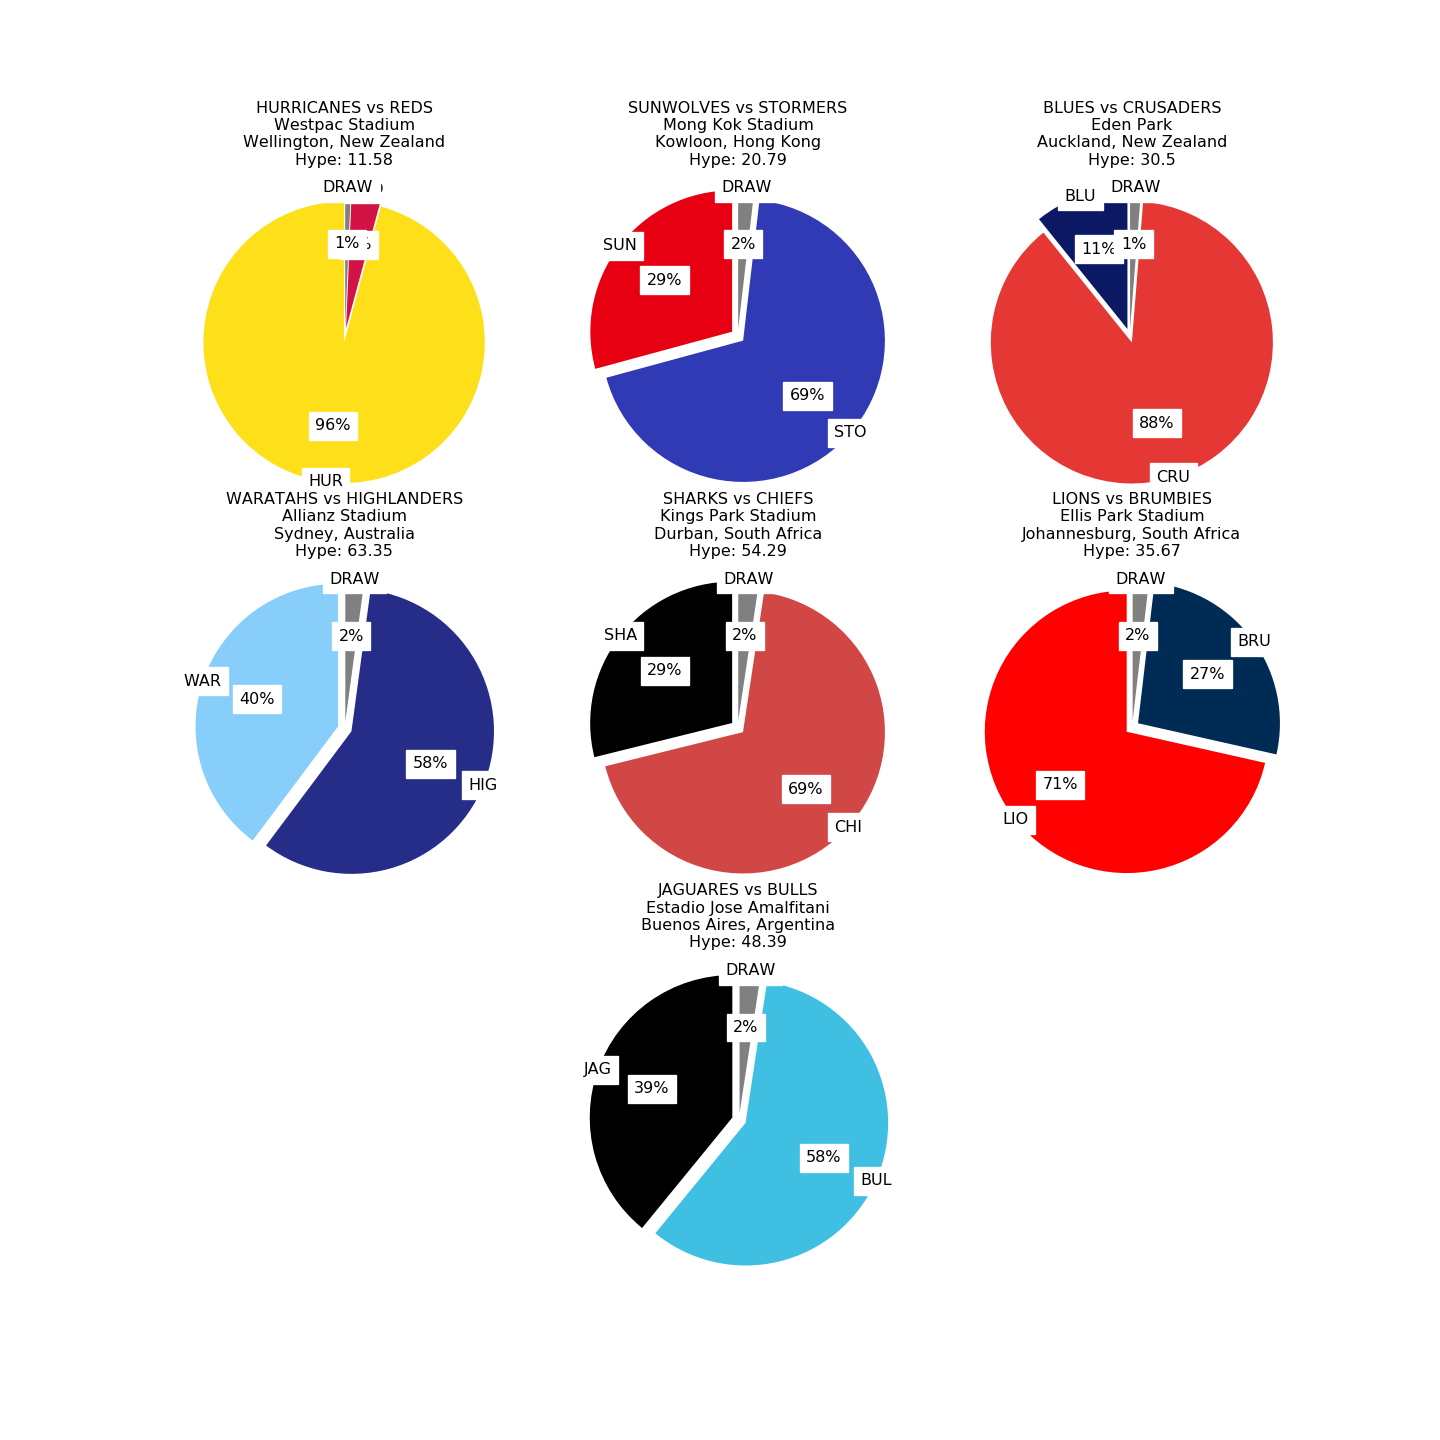 HURRICANES vs REDS
Westpac Stadium
Wellington, New Zealand
Hype: 11.58
DRAW
1%
96%
HUR
SUNWOLVES vs STORMERS
Mong Kok Stadium
Kowloon, Hong Kong
Hype: 20.79
DRAW
SUN
2%
29%
69%
STO
BLUES vs CRUSADERS
Eden Park
Auckland, New Zealand
Hype: 30.5
DRAW
BLU
11%
1%
88%
CRU
WARATAHS vs HIGHLANDERS
Allianz Stadium
Sydney, Australia
Hype: 63.35
DRAW
2%
WAR
40%
58%
HIG
SHARKS vs CHIEFS
Kings Park Stadium
Durban, South Africa
Hype: 54.29
DRAW
SHA
2%
29%
69%
CHI
LIONS vs BRUMBIES
Ellis Park Stadium
Johannesburg, South Africa
Hype: 35.67
DRAW
2%
BRU
27%
71%
LIO
JAGUARES vs BULLS
Estadio Jose Amalfitani
Buenos Aires, Argentina
Hype: 48.39
DRAW
2%
JAG
39%
58%
BUL